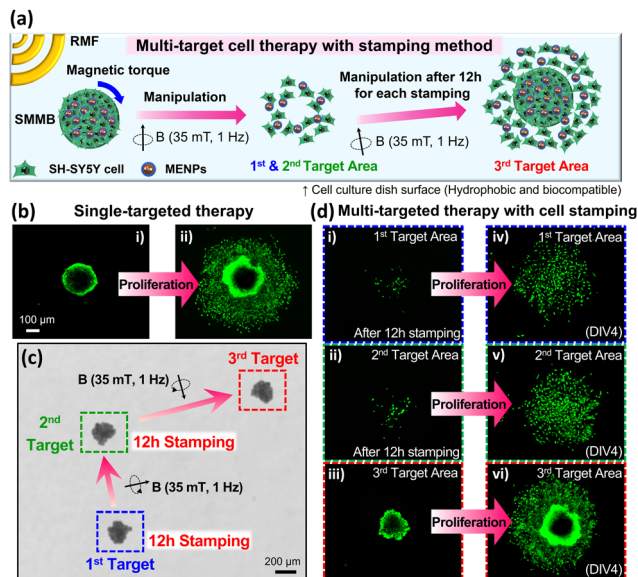 (a)
RMF
Multi-target cell therapy with stamping method
Magnetic torque
SMMB
Manipulation
B (35 mT, 1 Hz)
Manipulation after 12h
for each stamping
B (35 mT, 1 Hz)
SH-SY5Y cell
MENPs
1st & 2nd Target Area
3rd Target Area
↑ Cell culture dish surface (Hydrophobic and biocompatible)
(b)
Single-targeted therapy
i)
Proliferation
ii)
100 μm
(c)
3rd Target
B (35 mT, 1 Hz)
2nd
Target
12h Stamping
B (35 mT, 1 Hz)
12h Stamping
1st Target
200 μm
(d) Multi-targeted therapy with cell stamping
i)
1st Target Area
After 12h stamping
Proliferation
iv)
1st Target Area
(DIV4)
ii)
2nd Target Area
After 12h stamping
Proliferation
v)
2nd Target Area
(DIV4)
iii)
3rd Target Area
Proliferation
vi)
3rd Target Area
(DIV4)